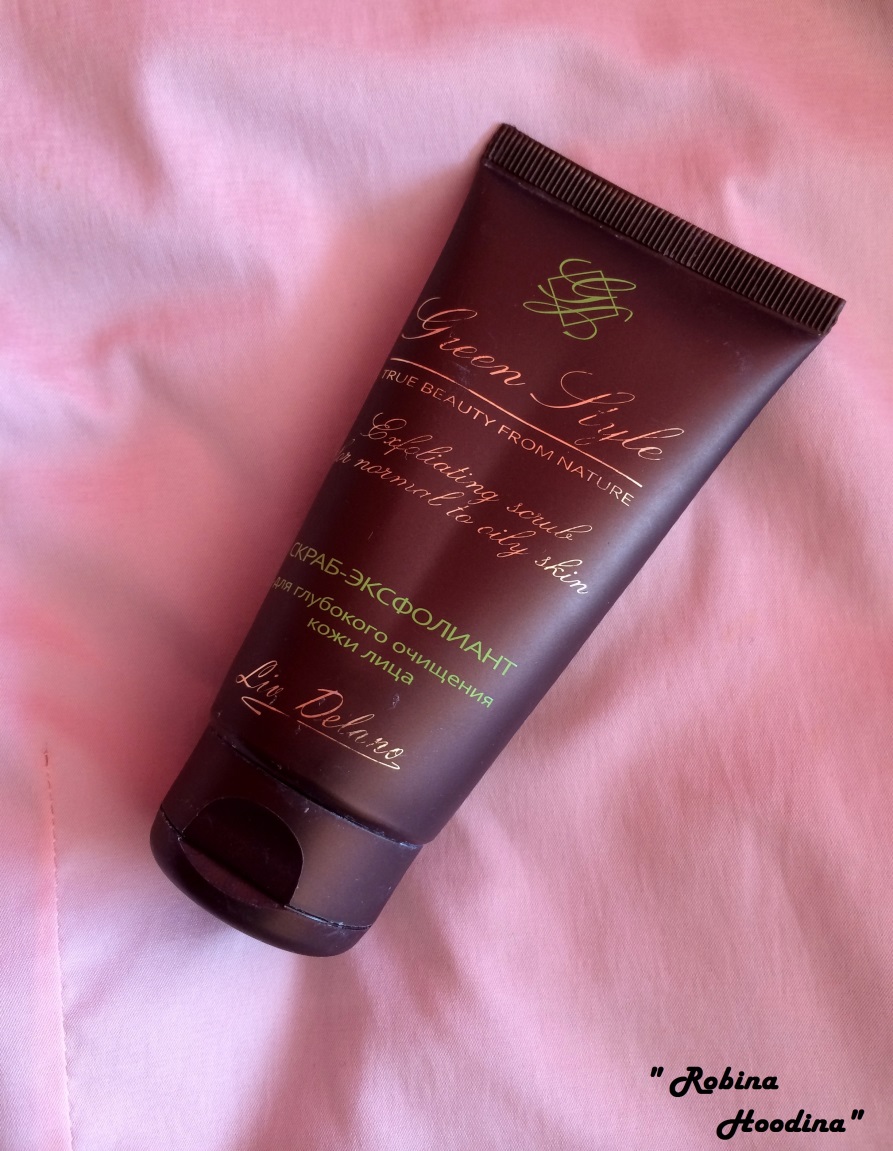 Green Style
TRUE BEAUTY FROM NATURE
Exfoliating scrub
for normal to oily skin
СКРАБ-ЭКСФОЛИАНТ
для глубокого очищения
кожи лица
Liv Delano
" Robina
Hoodina"